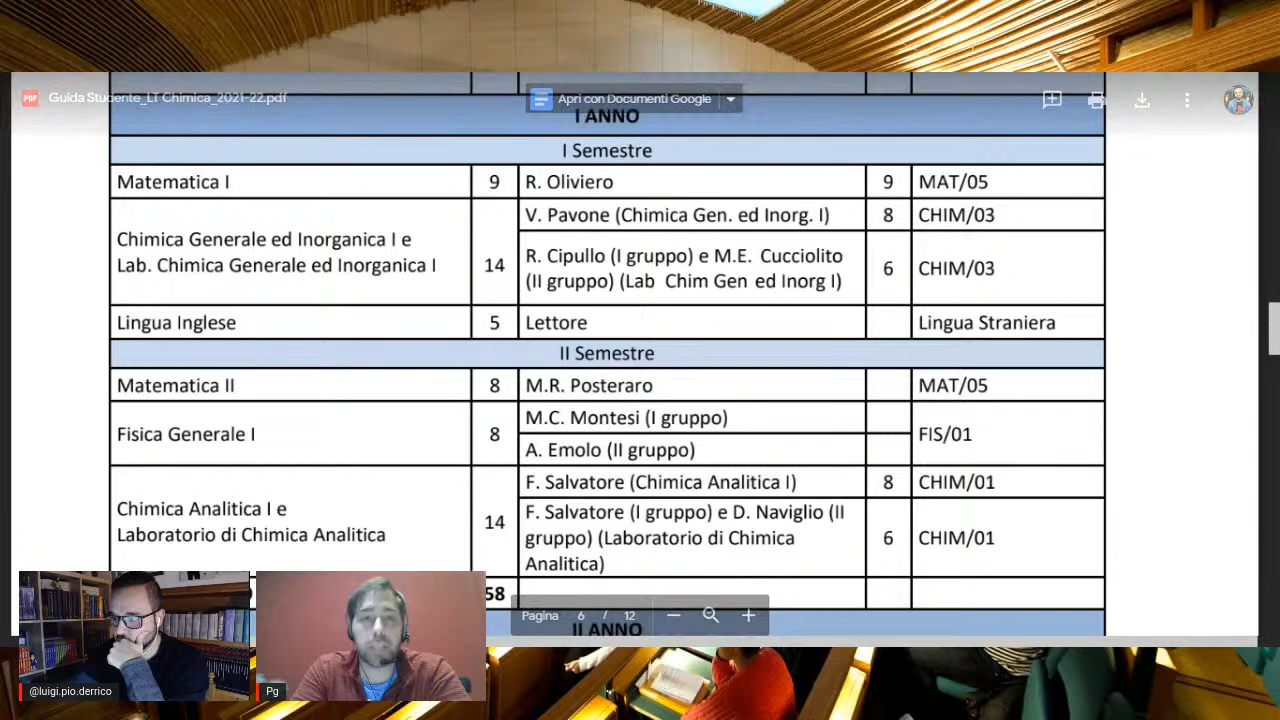 PDF Guida Studente_LT Chimica_2021-22.pdf
Apri con Documenti Google
I ANNO
I Semestre
Matematica I 9 R. Oliviero 9 MAT/05
Chimica Generale ed Inorganica I e
Lab. Chimica Generale ed Inorganica I
14
V. Pavone (Chimica Gen. ed Inorg. I) 8 CHIM/03
R. Cipullo (I gruppo) e M.E. Cucciolito
(II gruppo) (Lab Chim Gen ed Inorg I)
6 CHIM/03
Lingua Inglese 5 Lettore Lingua Straniera
II Semestre
Matematica II 8 M.R. Posteraro MAT/05
Fisica Generale I 8
M.C. Montesi (I gruppo)
A. Emolo (II gruppo)
FIS/01
Chimica Analitica I e
Laboratorio di Chimica Analitica
14
F. Salvatore (Chimica Analitica I) 8 CHIM/01
F. Salvatore (I gruppo) e D. Naviglio (II
gruppo) (Laboratorio di Chimica
Analitica)
6 CHIM/01
58
Pagina 6 / 12
II ANNO
@luigi.pio.derrico
Pg